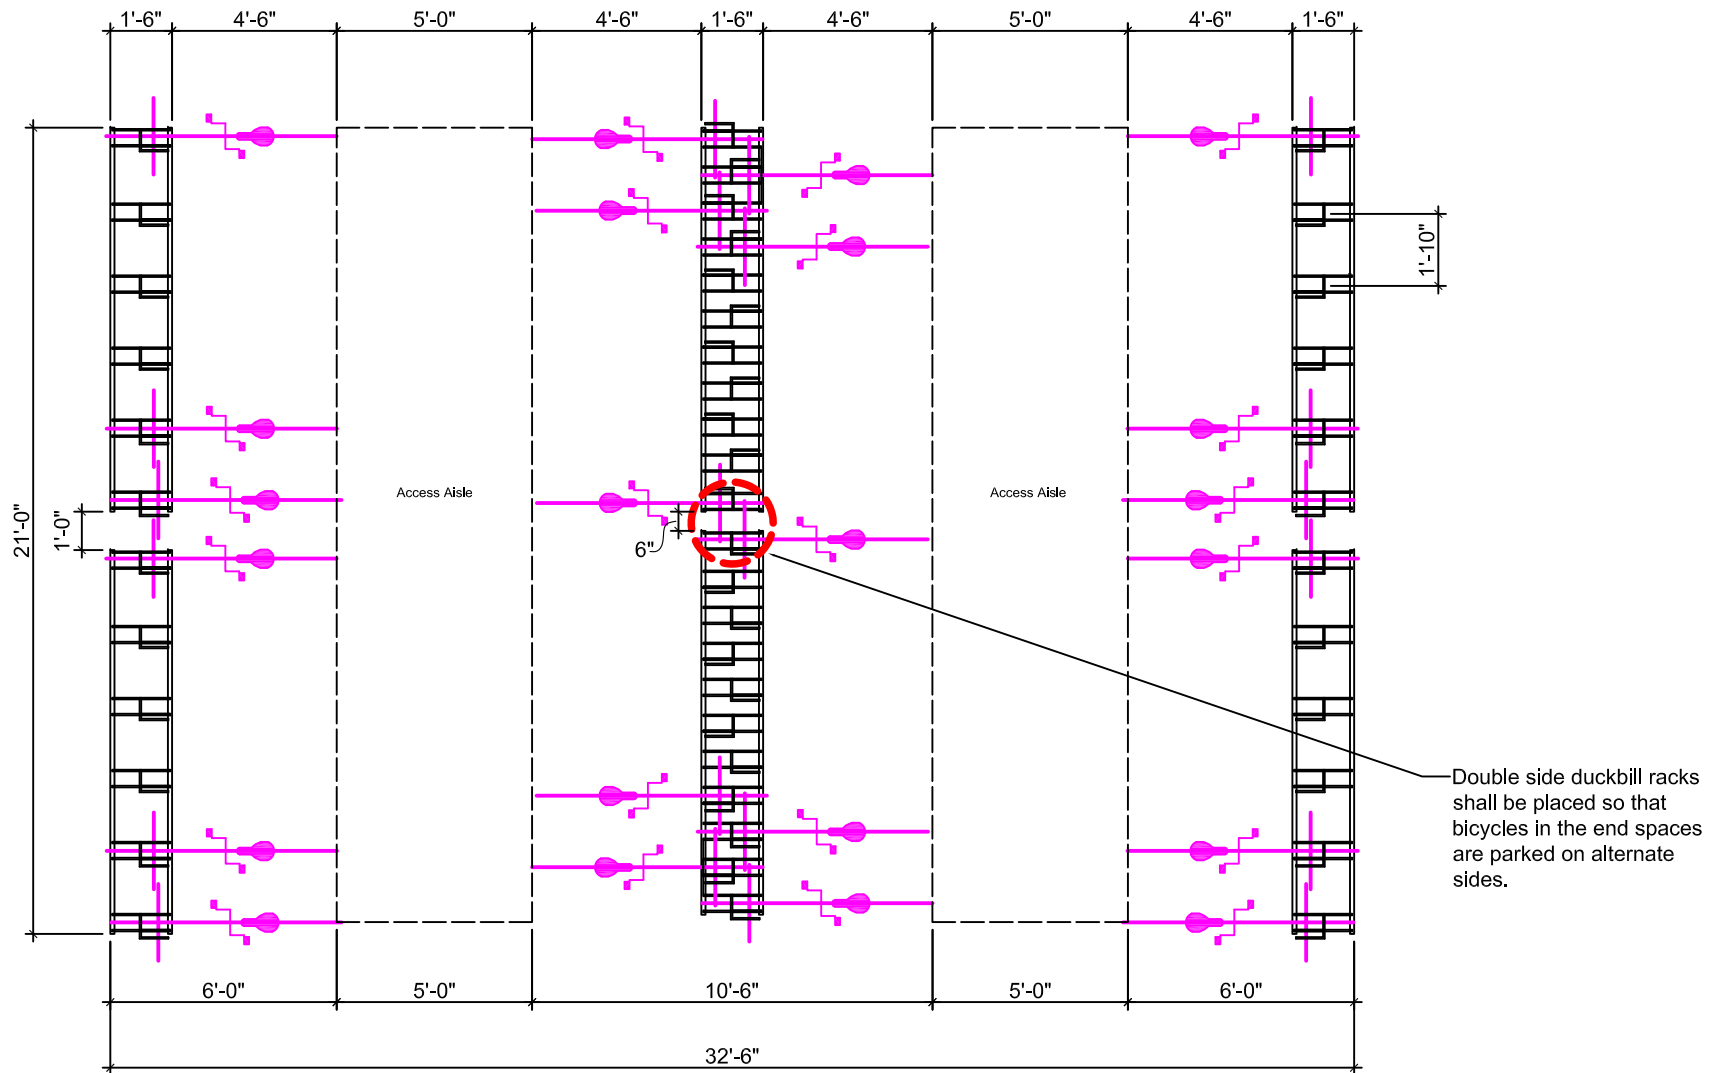 1'-6" 4'-6" 5'-0" 4'-6" 1'-6" 4'-6" 5'-0" 4'-6" 1'-6"
1'-10"
Access Aisle Access Aisle
21'-0"
1'-0"
6"
Double side duckbill racks
shall be placed so that
bicycles in the end spaces
are parked on alternate
sides.
6'-0" 5'-0" 10'-6" 5'-0" 6'-0"
32'-6"